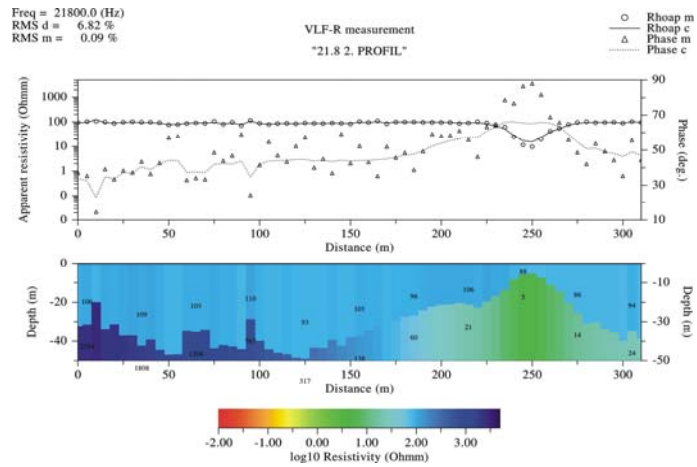 Freq = 21800.0 (Hz)
RMS d = 6.82 %
RMS m = 0.09 %
VLF-R measurement
"21.8 2. PROFIL"
Rhoap m
Rhoap c
Phase m
Phase c
Apparent resistivity (Ohmm)
1000
100
10
1
0
0
90
70
50
30
10
Phase (deg.)
0 50 100 150 200 250 300
Distance (m)
Depth (m)
0
-20
-40
-10
-20
-30
-40
-50
Depth (m)
109
103
110
93
105
96
106
88
86
94
3
60
21
14
24
1808
317
0 50 100 150 200 250 300
Distance (m)
-2.00 -1.00 0.00 1.00 2.00 3.00
log10 Resistivity (Ohmm)